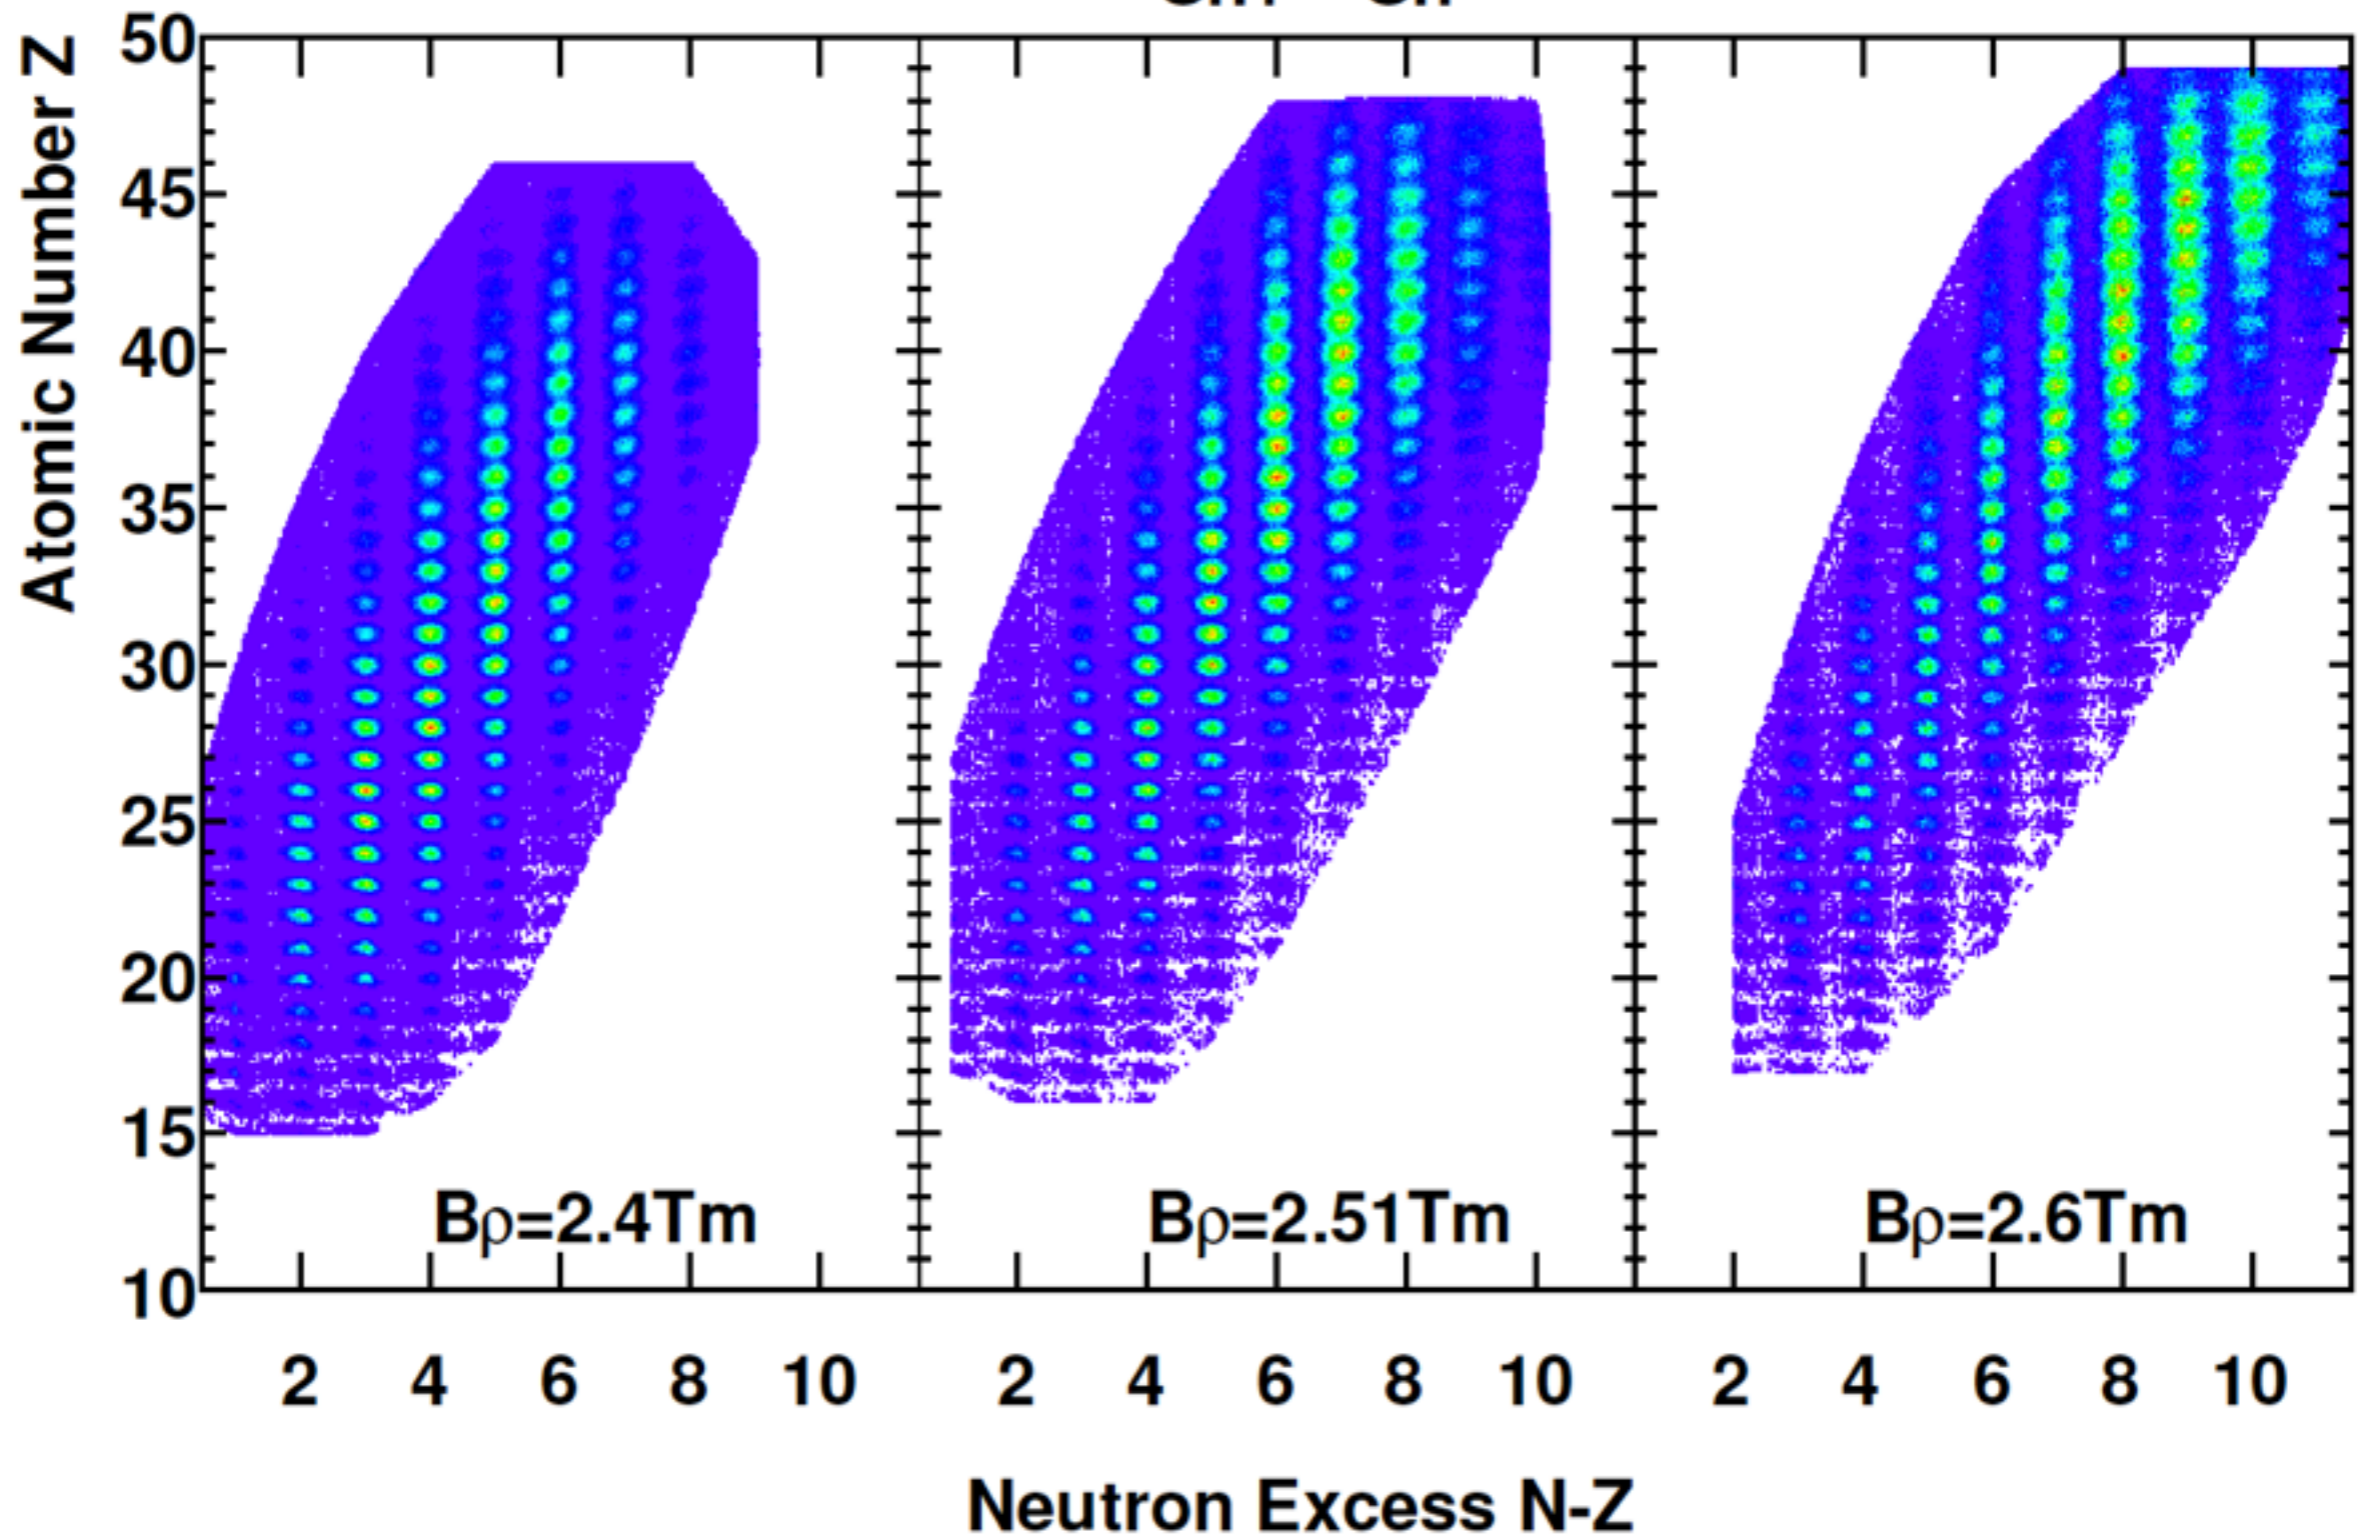 Atomic Number Z
50
45
40
35
30
25
20
15
10
Bρ=2.4Tm
Bρ=2.51Tm
Bρ=2.6Tm
2 4 6 8 10 2 4 6 8 10 2 4 6 8 10
Neutron Excess N-Z